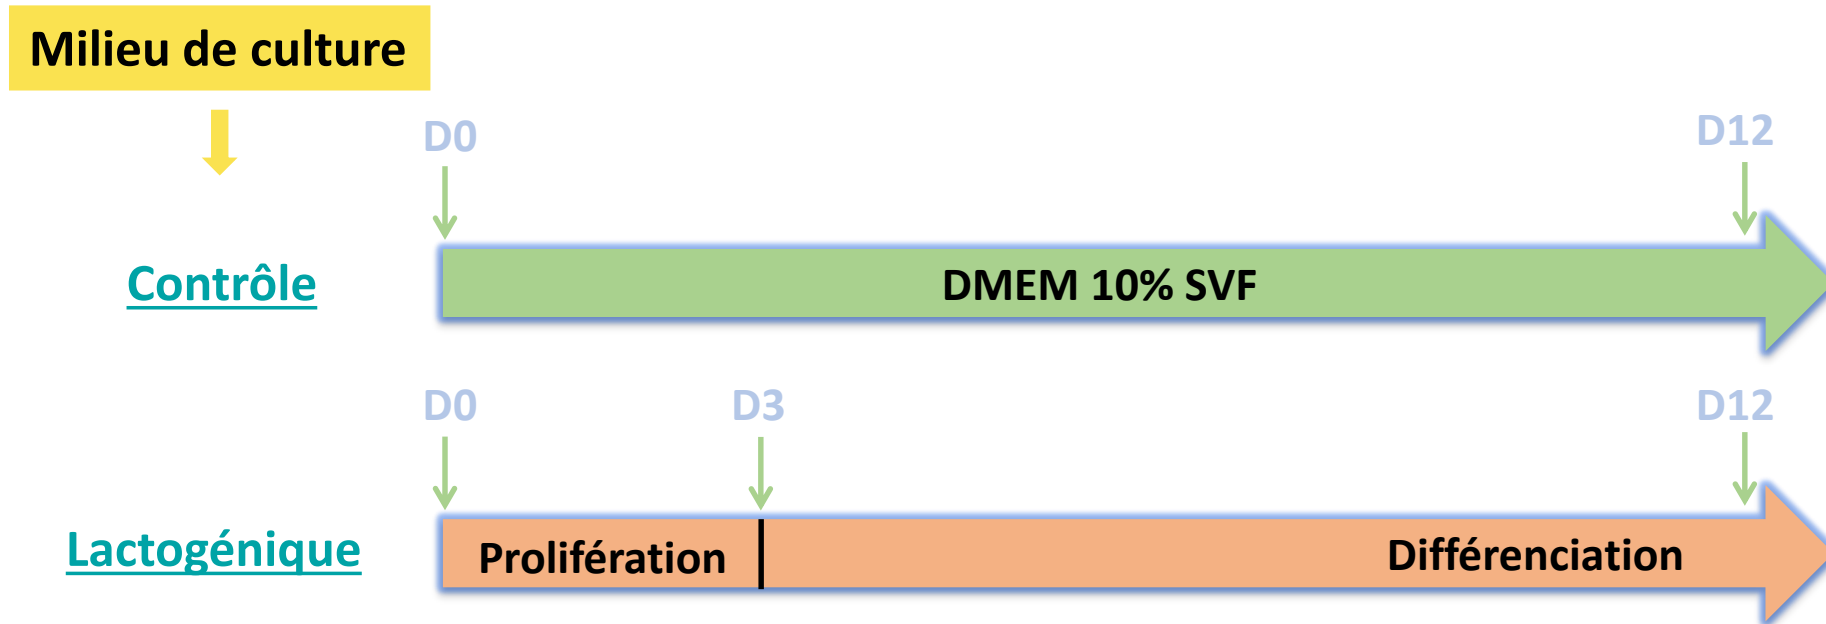 Milieu de culture
D0
D12
Contrôle
DMEM 10% SVF
D0
D3
D12
Lactogénique
Prolifération
Différenciation